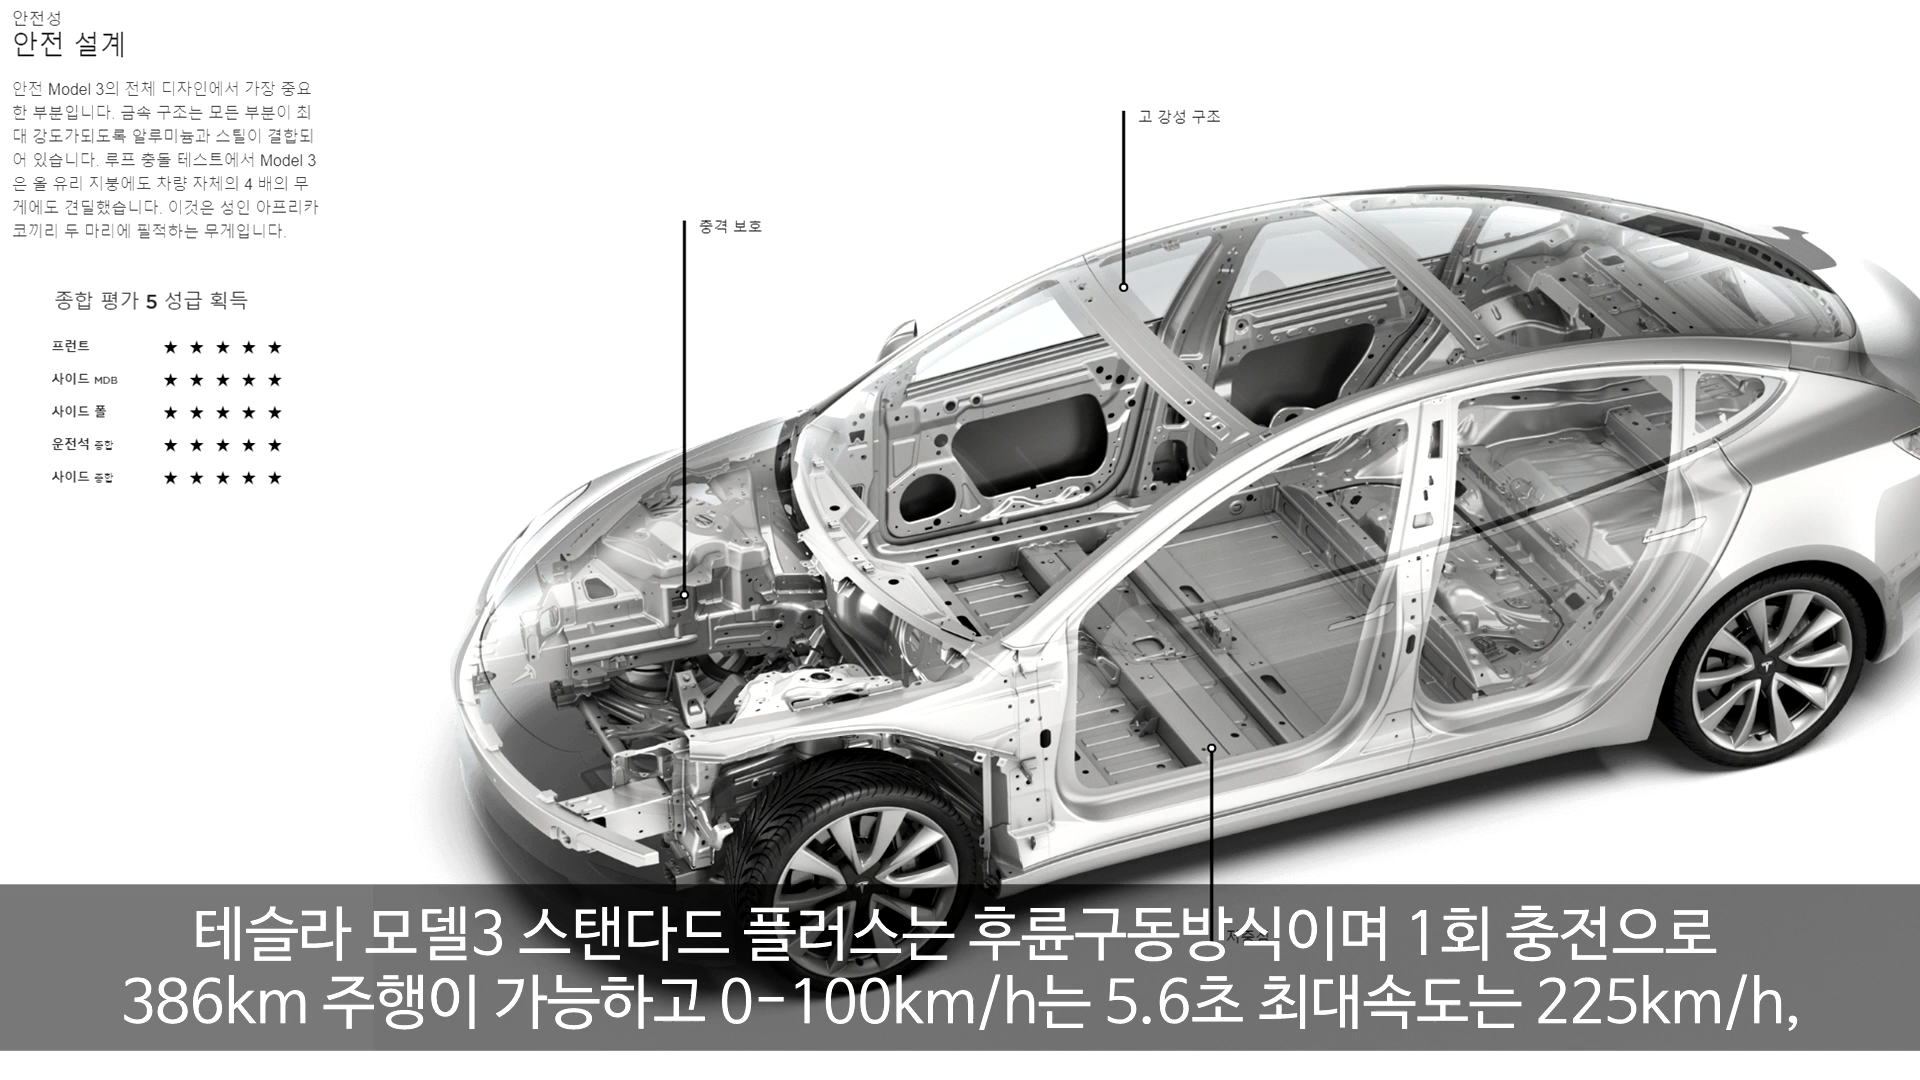 안전성
안전 설계
안전 Model 3의 전체 디자인에서 가장 중요
한 부분입니다. 금속 구조는 모든 부분이 최
대 강도가되도록 알루미늄과 스틸이 결합되
어 있습니다. 루프 충돌 테스트에서 Model 3
은 올 유리 지붕에도 차량 자체의 4 배의 무
게에도 견딜했습니다. 이것은 성인 아프리카
코끼리 두 마리에 필적하는 무게입니다.
고 강성 구조
충격 보호
종합 평가 5 성급 획득
프런트 ★ ★ ★ ★ ★
사이드 MDB ★ ★ ★ ★ ★
사이드 폴 ★ ★ ★ ★ ★
운전석 종합 ★ ★ ★ ★ ★
사이드 종합 ★ ★ ★ ★ ★
테슬라 모델3 스탠다드 플러스는 후륜구동방식이며 1회 충전으로
386km 주행이 가능하고 0-100km/h는 5.6초 최대속도는 225km/h,